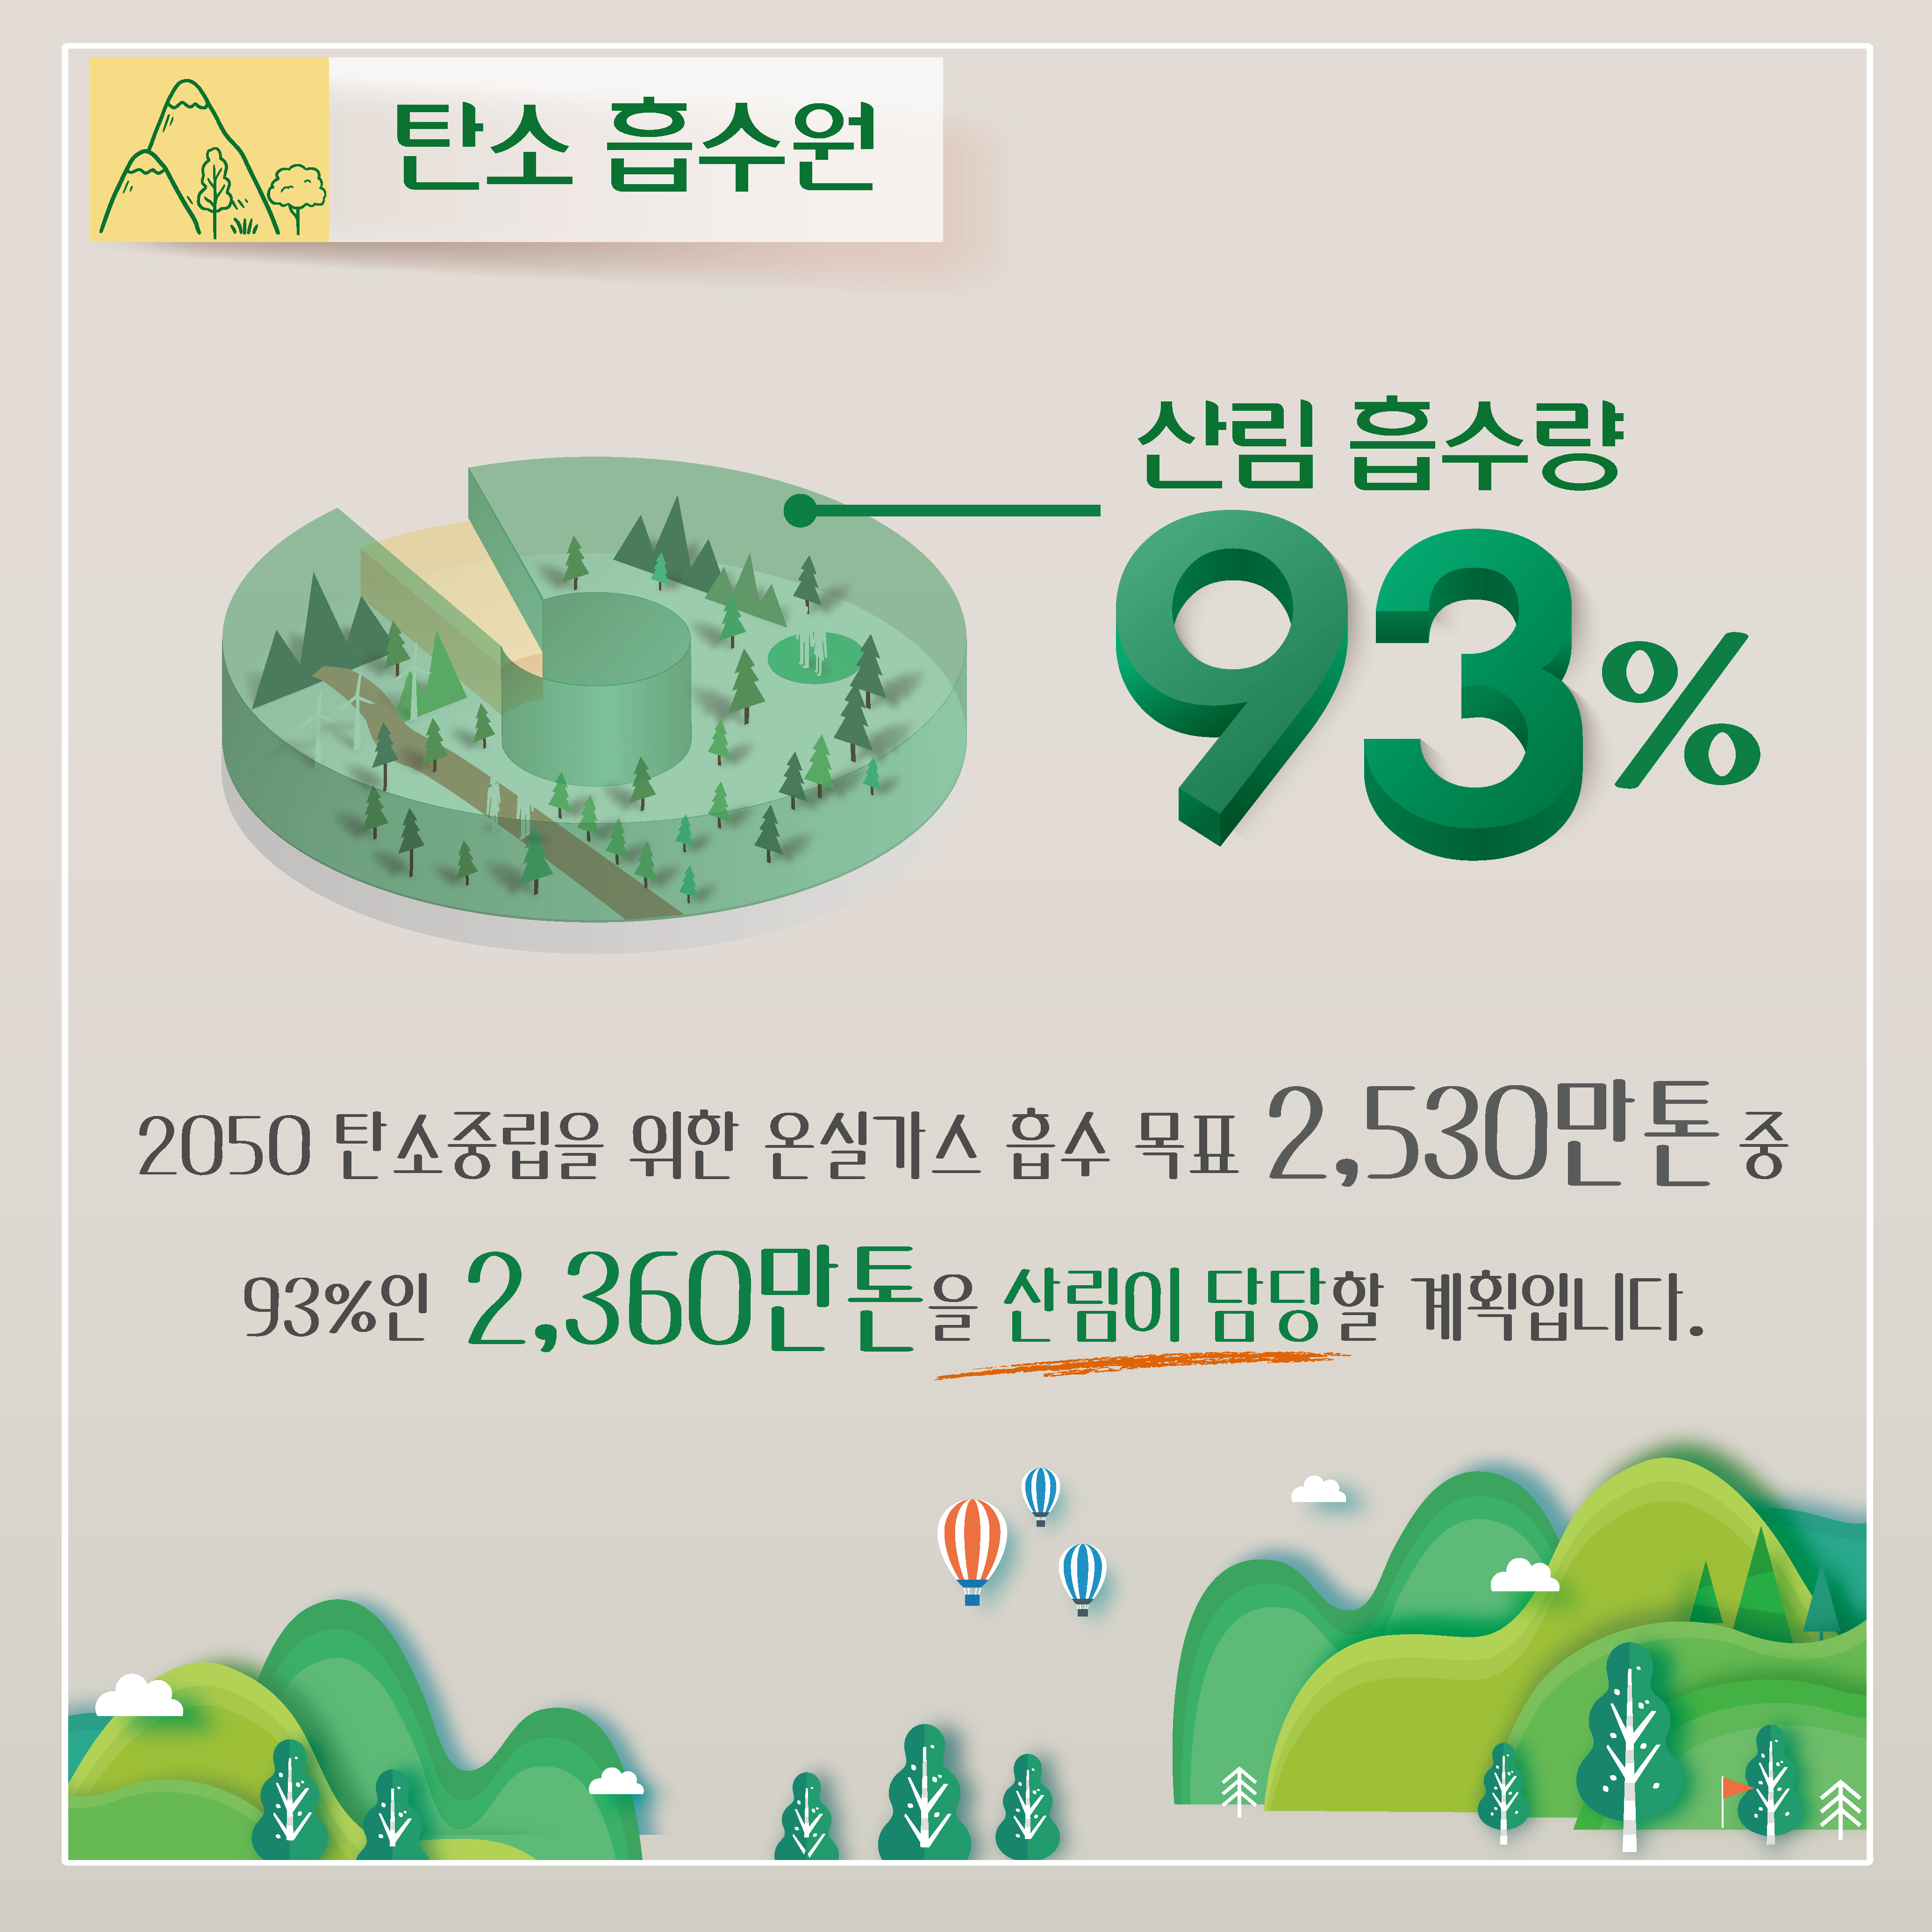 탄소 흡수원
산림 흡수량
93%
2050 탄소중립을 위한 온실가스 흡수 목표 2,530만톤 중
93%인 2,360만톤을 산림이 담당할 계획입니다.